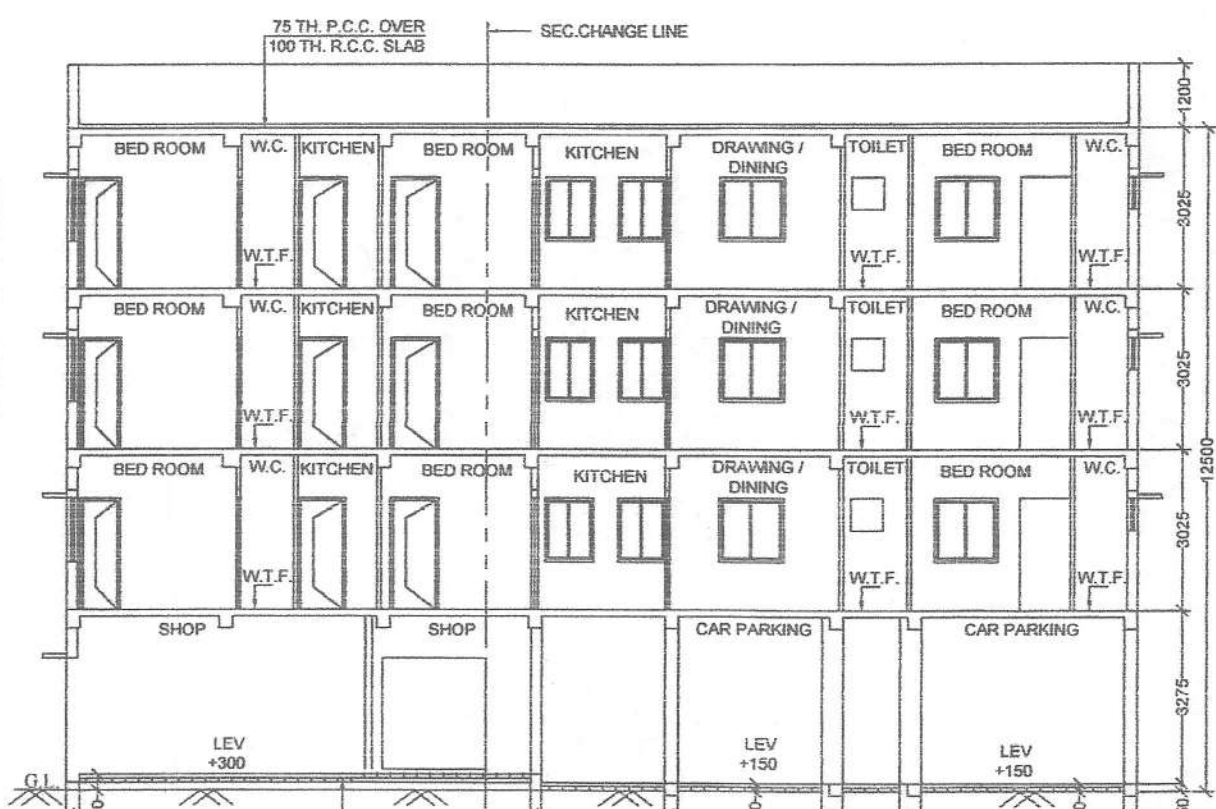 75 TH. P.C.C. OVER
100 TH. R.C.C. SLAB
SEC.CHANGE LINE
1200
BED ROOM W.C. KITCHEN BED ROOM KITCHEN DRAWING / DINING TOILET BED ROOM W.C.
3025
W.T.F. W.T.F. W.T.F.
BED ROOM W.C. KITCHEN BED ROOM KITCHEN DRAWING / DINING TOILET BED ROOM W.C.
3025
W.T.F. W.T.F. W.T.F.
12500
BED ROOM W.C. KITCHEN BED ROOM KITCHEN DRAWING / DINING TOILET BED ROOM W.C.
3025
W.T.F. W.T.F. W.T.F.
SHOP SHOP CAR PARKING CAR PARKING
3275
LEV
+300
LEV
+150
LEV
+150
G.L.